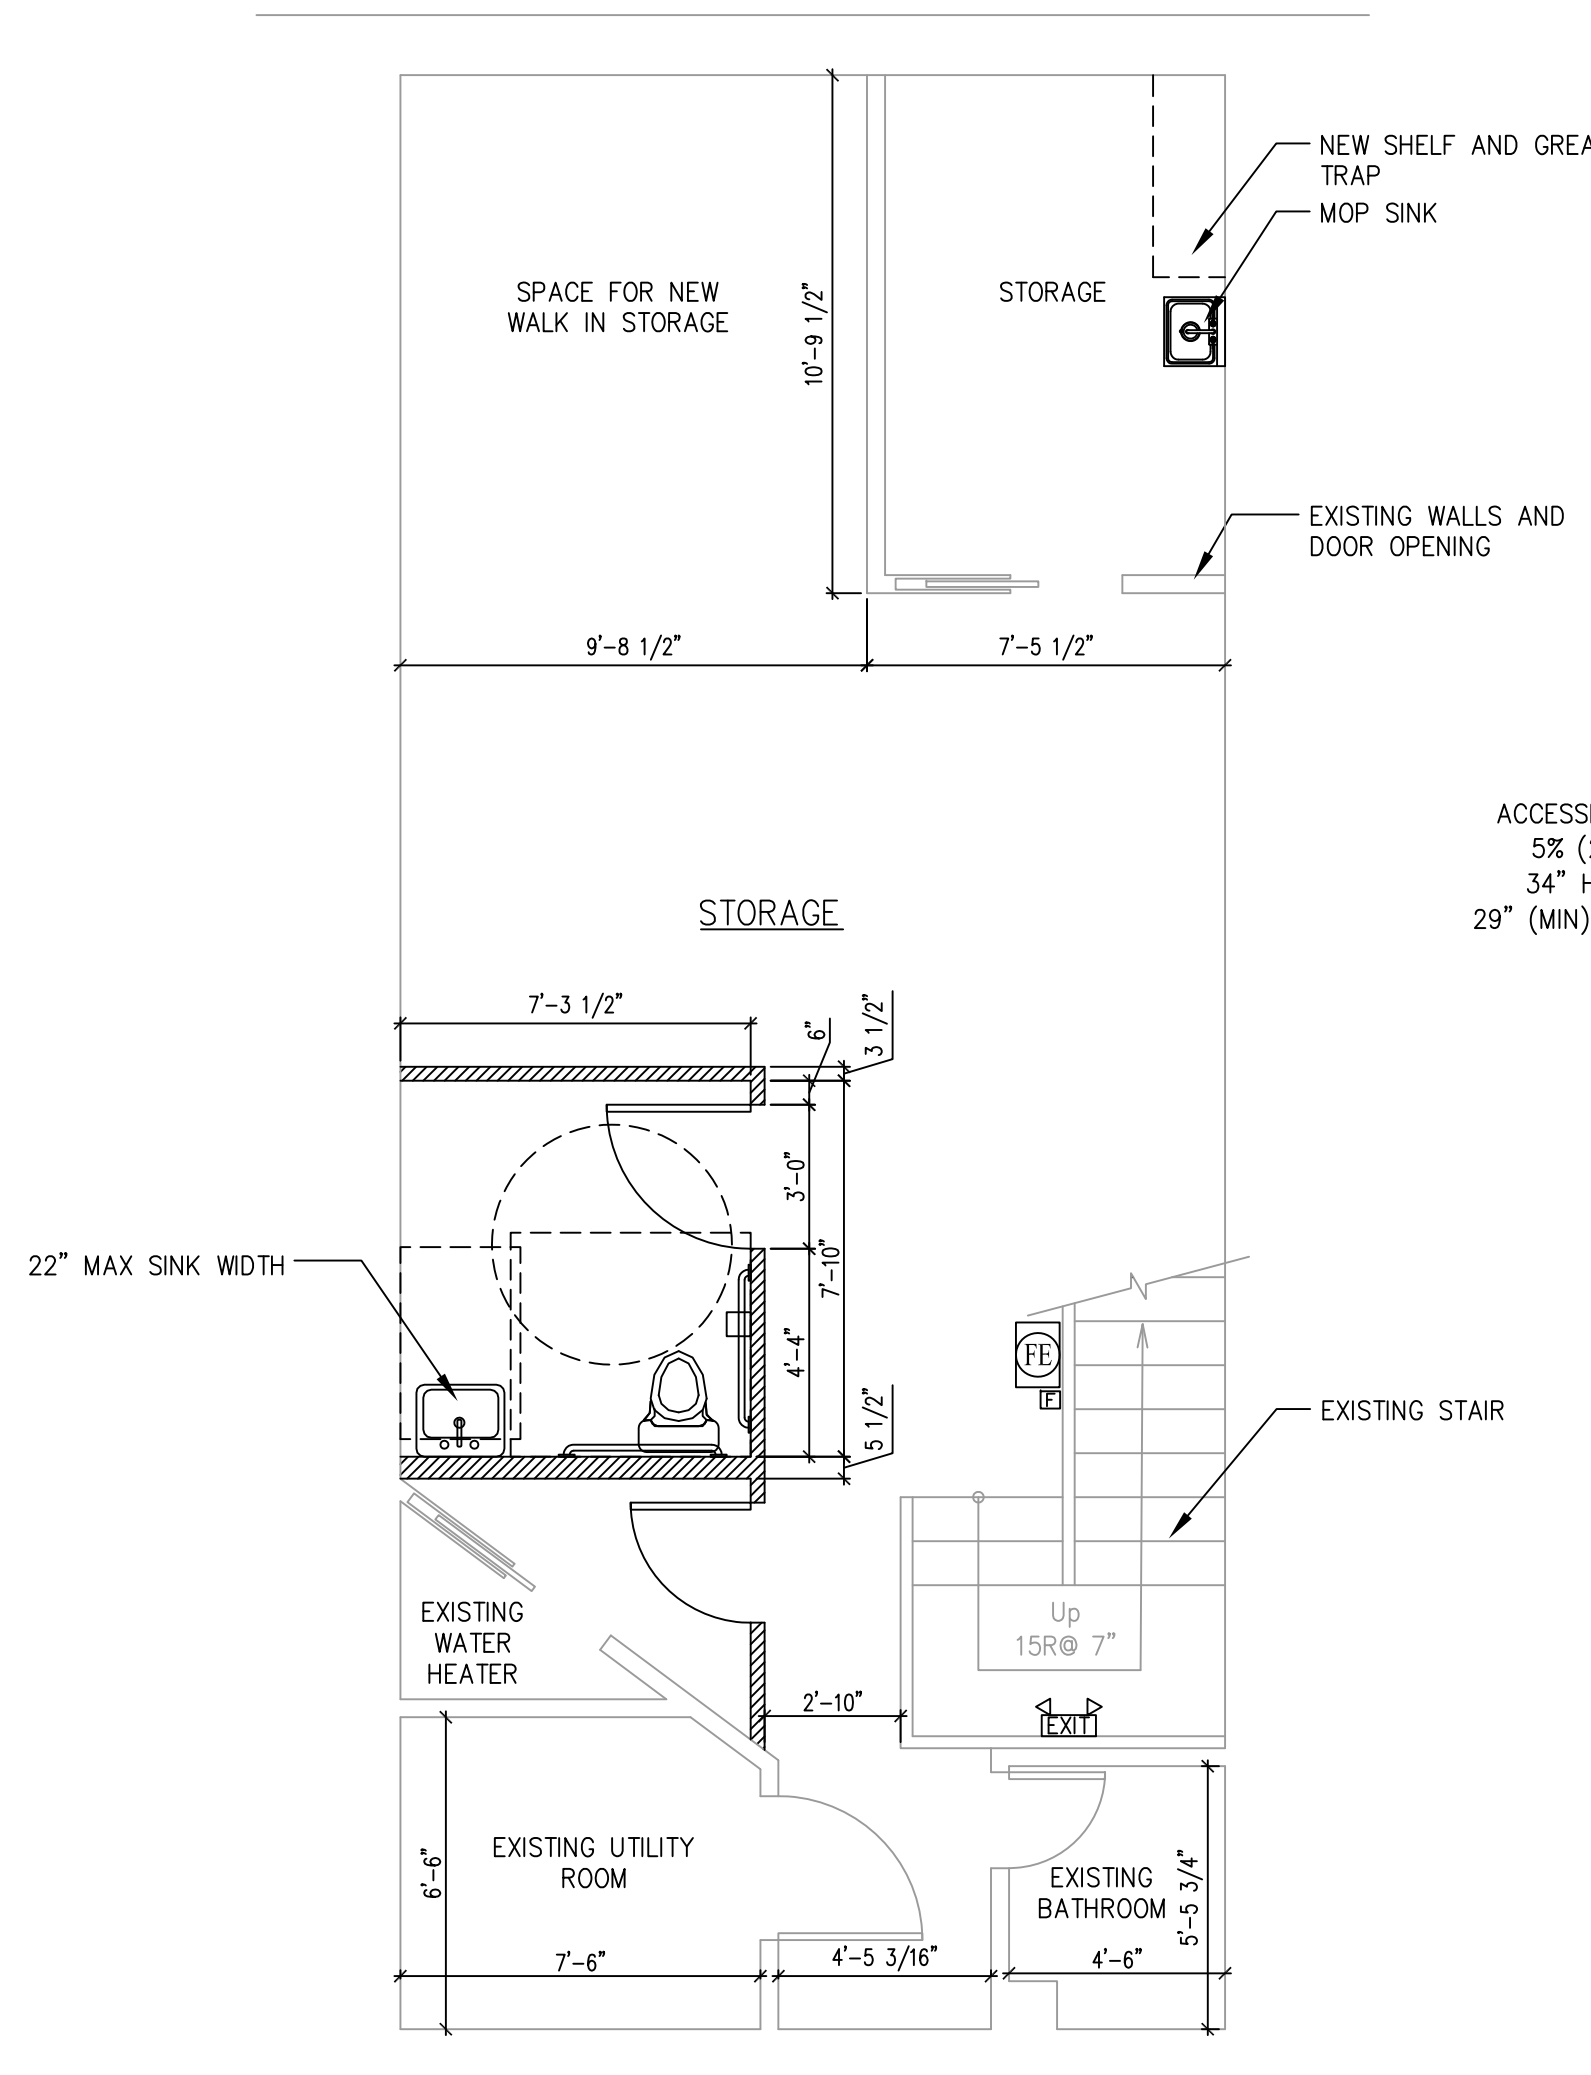 NEW SHELF AND GREA
TRAP
MOP SINK
SPACE FOR NEW
WALK IN STORAGE
STORAGE
10'-9 1/2"
EXISTING WALLS AND
DOOR OPENING
9'-8 1/2"
7'-5 1/2"
ACCESSI
5% (2
34" H
29" (MIN)
STORAGE
7'-3 1/2"
6"
3 1/2"
3'-0"
7'-10"
22" MAX SINK WIDTH
4'-4"
FE
F
5 1/2"
EXISTING STAIR
EXISTING
WATER
HEATER
Up
15R@ 7"
2'-10"
EXIT
EXISTING UTILITY
ROOM
6'-6"
EXISTING
BATHROOM
5'-5 3/4"
7'-6"
4'-5 3/16"
4'-6"